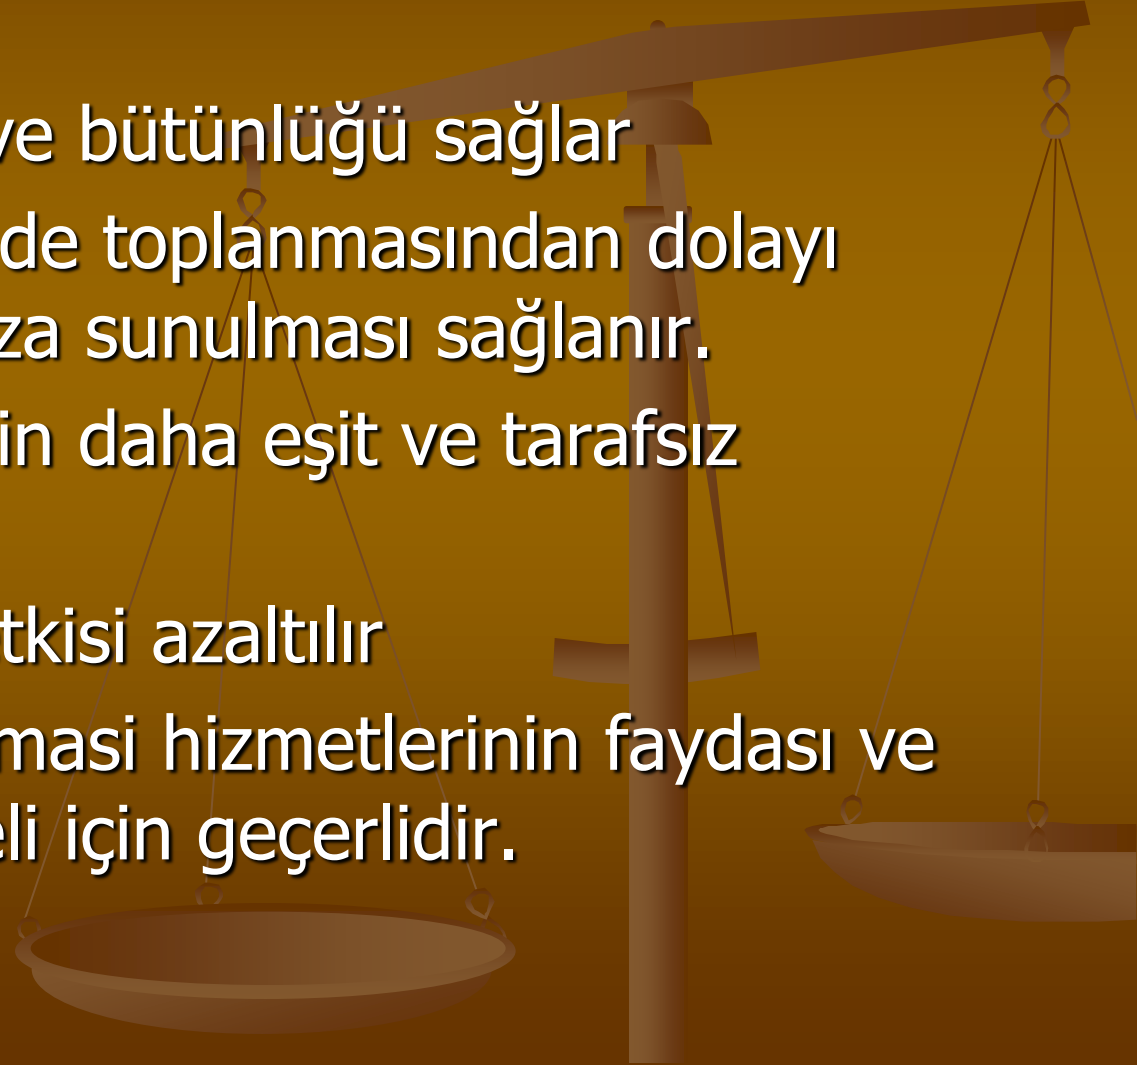 ve bütünlüğü sağlar
de toplanmasından dolayı
za sunulması sağlanır.
in daha eşit ve tarafsız
tkisi azaltılır
masi hizmetlerinin faydası ve
eli için geçerlidir.